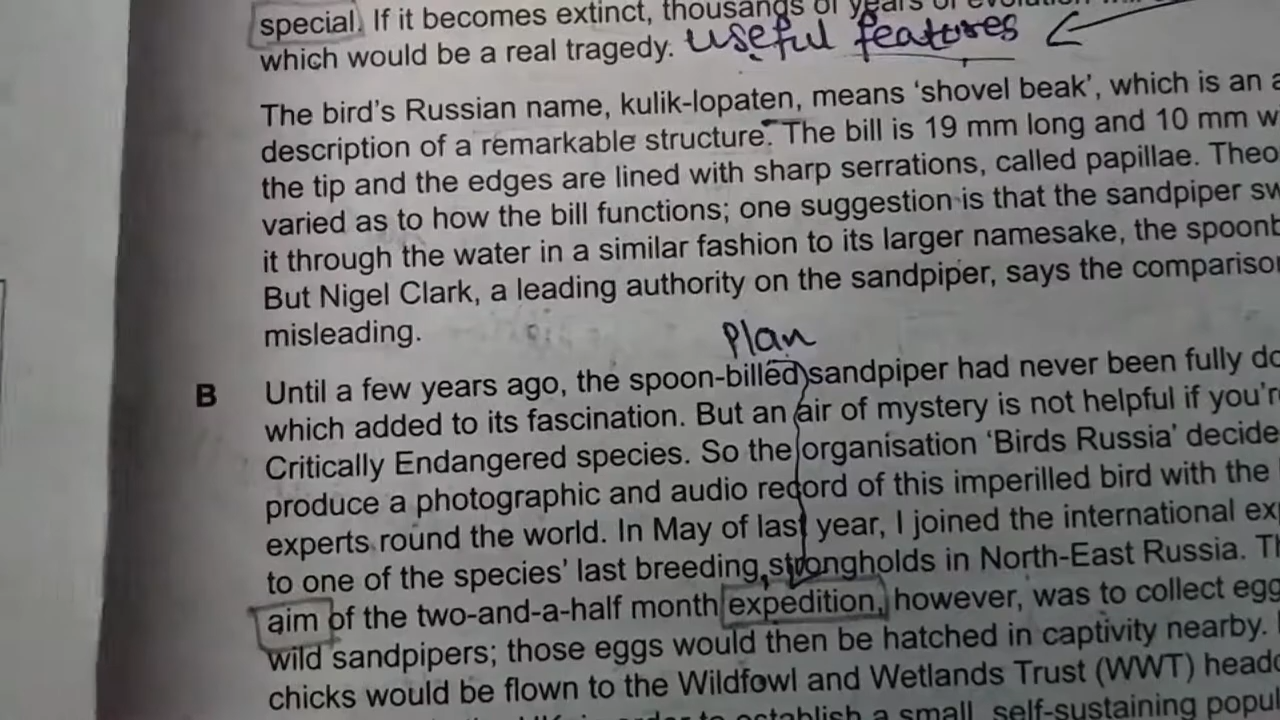 special. If it becomes extinct, thousands of years of
which would be a real tragedy. useful features
The bird's Russian name, kulik-lopaten, means 'shovel beak', which is an
description of a remarkable structure. The bill is 19 mm long and 10 mm
the tip and the edges are lined with sharp serrations, called papillae.
varied as to how the bill functions; one suggestion is that the sandpiper
it through the water in a similar fashion to its larger namesake, the
But Nigel Clark, a leading authority on the sandpiper, says the
misleading.
Plan
B Until a few years ago, the spoon-billed sandpiper had never been fully
which added to its fascination. But an air of mystery is not helpful if
Critically Endangered species. So the organisation 'Birds Russia'
produce a photographic and audio record of this imperilled bird with the
experts round the world. In May of last year, I joined the international
to one of the species' last breeding strongholds in North-East Russia.
aim of the two-and-a-half month expedition, however, was to collect
wild sandpipers; those eggs would then be hatched in captivity nearby.
chicks would be flown to the Wildfowl and Wetlands Trust (WWT)
to establish a small, self-sustaining